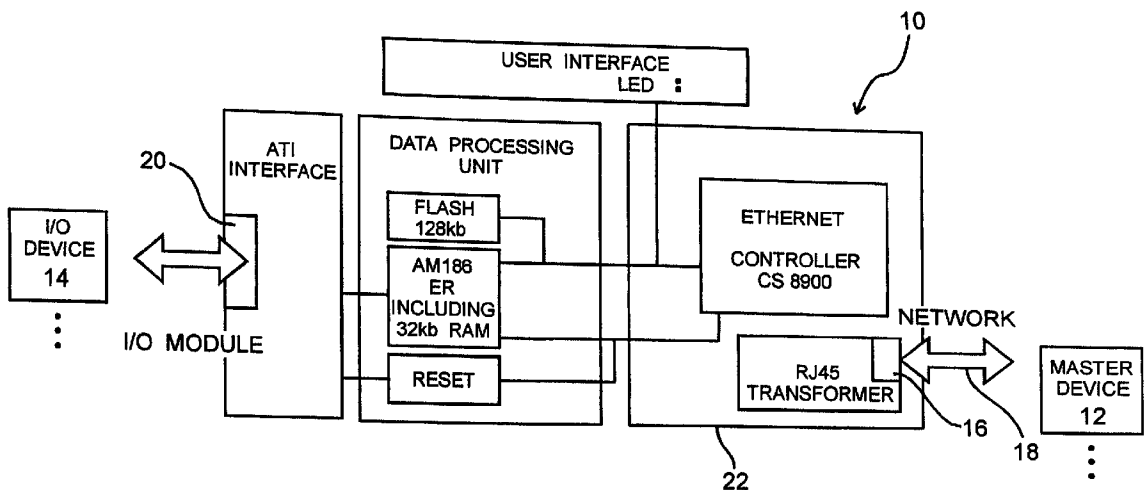 10
USER INTERFACE
LED
ATI
INTERFACE
DATA PROCESSING
UNIT
20
I/O
DEVICE
14
I/O MODULE
FLASH
128kb
AM186
ER
INCLUDING
32kb RAM
RESET
ETHERNET
CONTROLLER
CS 8900
RJ45
TRANSFORMER
NETWORK
MASTER
DEVICE
12
16
18
22